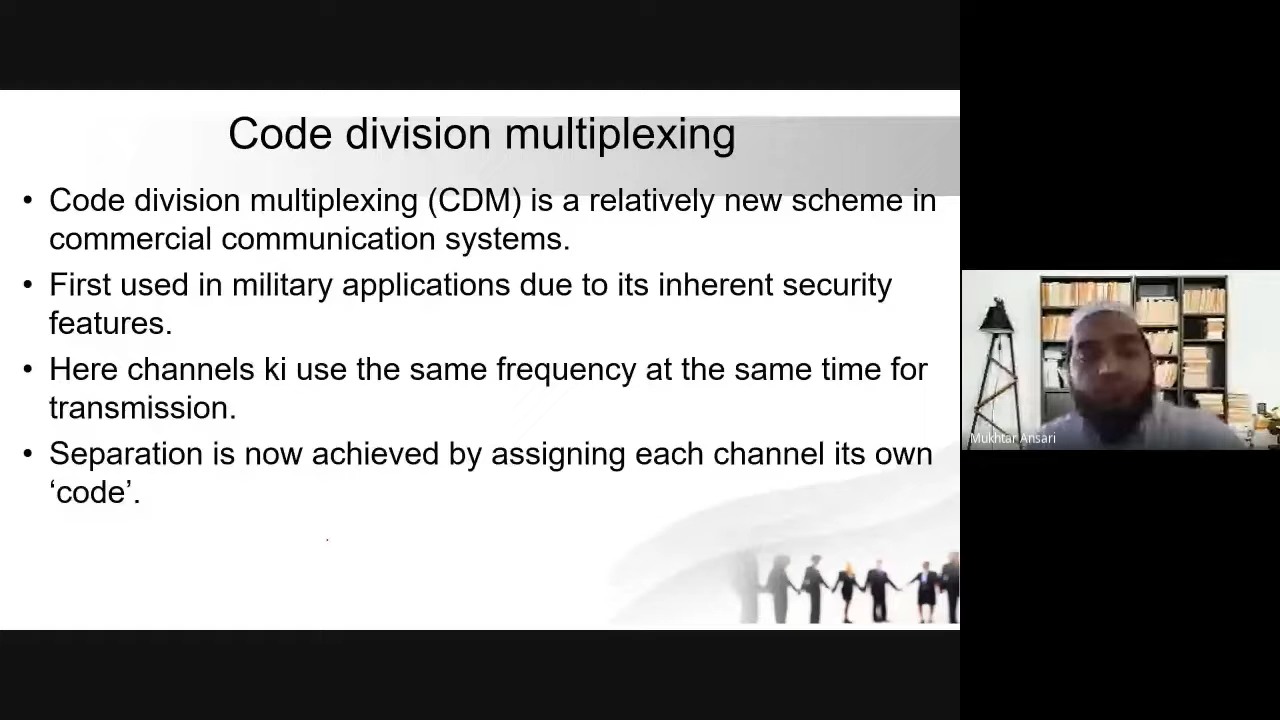 Code division multiplexing
• Code division multiplexing (CDM) is a relatively new scheme in
commercial communication systems.
• First used in military applications due to its inherent security
features.
• Here channels ki use the same frequency at the same time for
transmission.
• Separation is now achieved by assigning each channel its own
‘code’.
Mukhtar Ansari